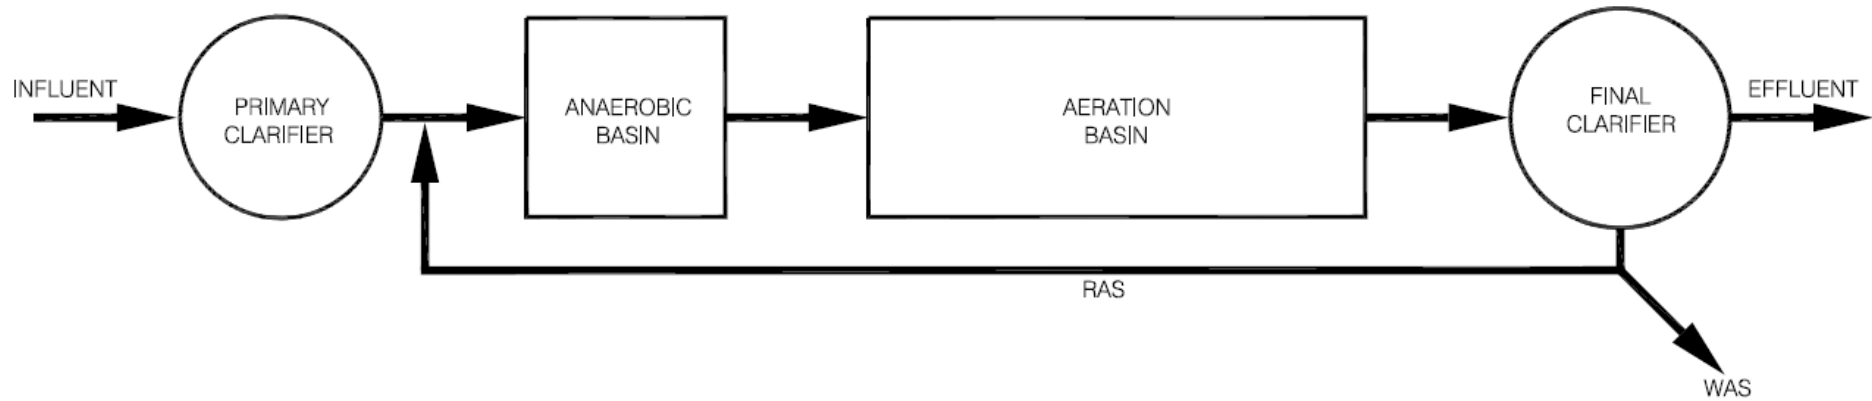 INFLUENT
PRIMARY
CLARIFIER
ANAEROBIC
BASIN
AERATION
BASIN
FINAL
CLARIFIER
EFFLUENT
RAS
WAS